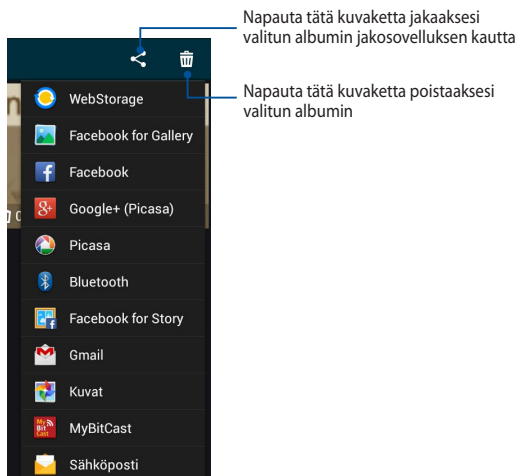 Napauta tätä kuvaketta jakaaksesi
valitun albumin jakosovelluksen kautta
Napauta tätä kuvaketta poistaaksesi
valitun albumin
WebStorage
Facebook for Gallery
Facebook
Google+ (Picasa)
Picasa
Bluetooth
Facebook for Story
Gmail
Kuvat
MyBitCast
Sähköposti